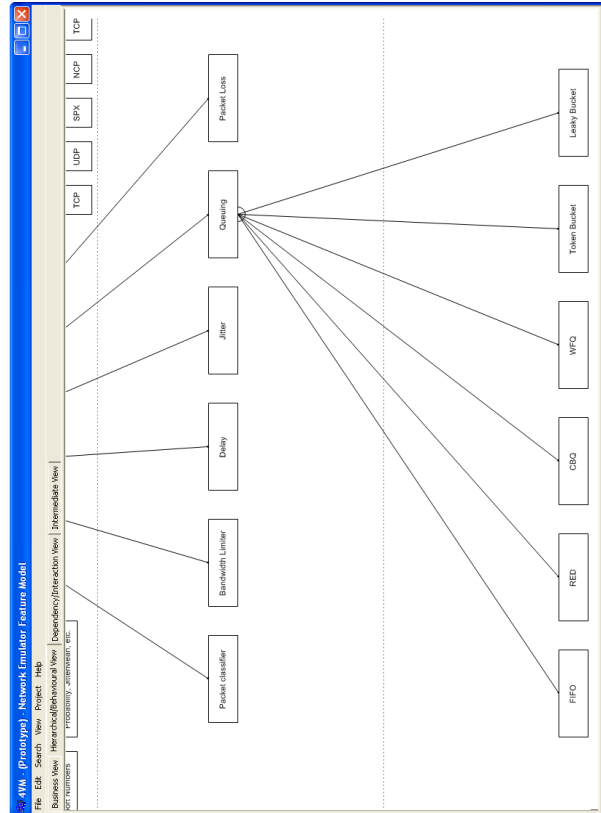 4VM - (Prototype) - Network Emulator Feature Model
File Edit Search View Project Help
Business View Hierarchical/Behavioural View Dependency/Interaction View Intermediate View
Numbers
Probability, Jittermean, etc.
TCP
UDP
SPX
NCP
TCP
Packet classifier
Bandwidth Limiter
Delay
Jitter
Queuing
Packet Loss
FIFO
RED
CBQ
WFQ
Token Bucket
Leaky Bucket